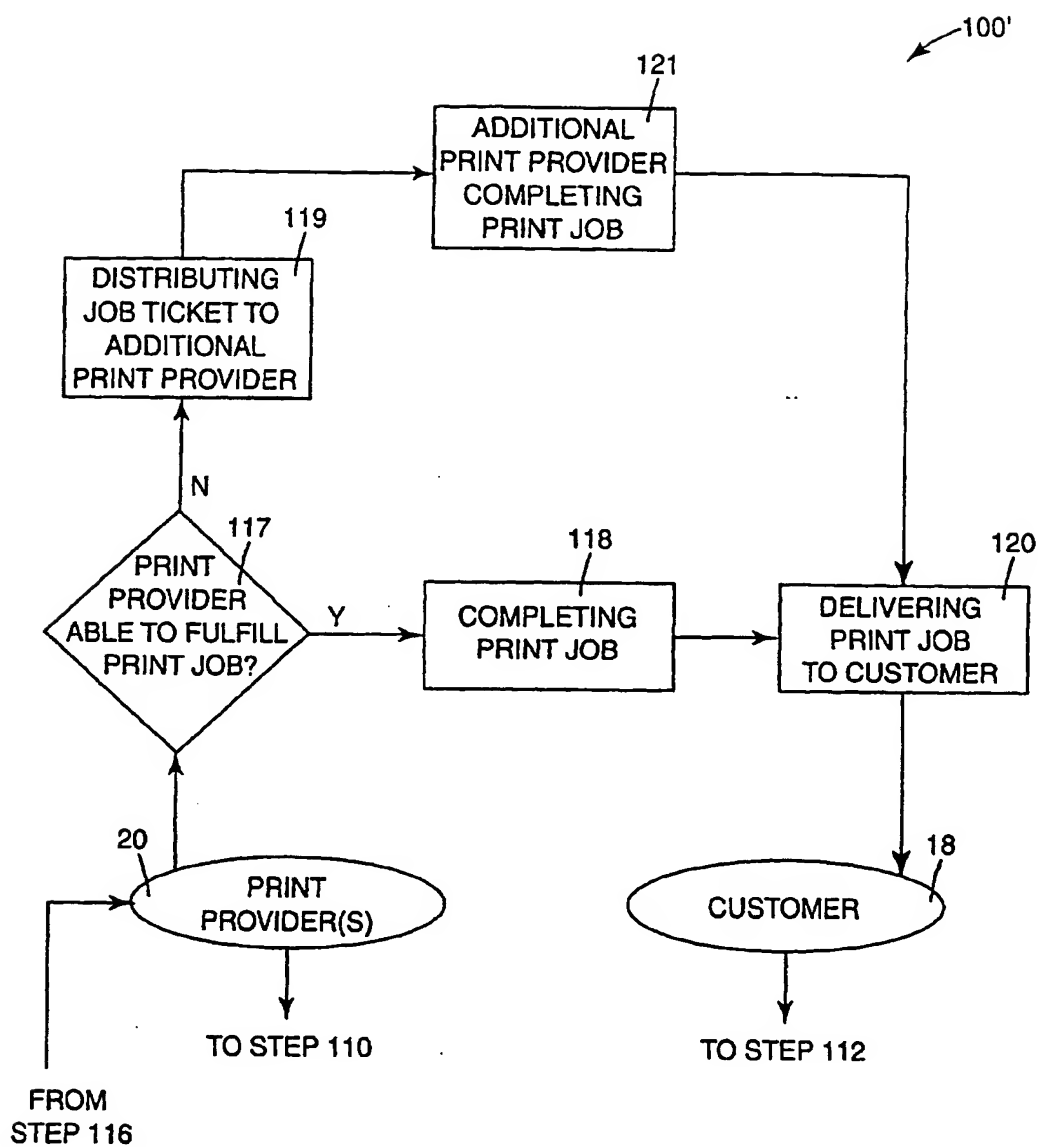 100'
121
ADDITIONAL
PRINT PROVIDER
COMPLETING
PRINT JOB
119
DISTRIBUTING
JOB TICKET TO
ADDITIONAL
PRINT PROVIDER
N
117
PRINT
PROVIDER
ABLE TO FULFILL
PRINT JOB?
Y
118
COMPLETING
PRINT JOB
120
DELIVERING
PRINT JOB
TO CUSTOMER
20
PRINT
PROVIDER(S)
18
CUSTOMER
TO STEP 110
TO STEP 112
FROM
STEP 116